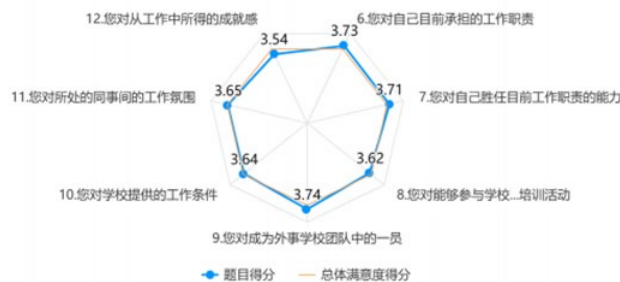 12.您对从工作中所得的成就感
6.您对自己目前承担的工作职责
3.54
3.73
11.您对所处的同事间的工作氛围
3.65
3.71
7.您对自己胜任目前工作职责的能力
10.您对学校提供的工作条件
3.64
3.62
8.您对能够参与学校...培训活动
3.74
9.您对成为外事学校团队中的一员
题目得分
总体满意度得分